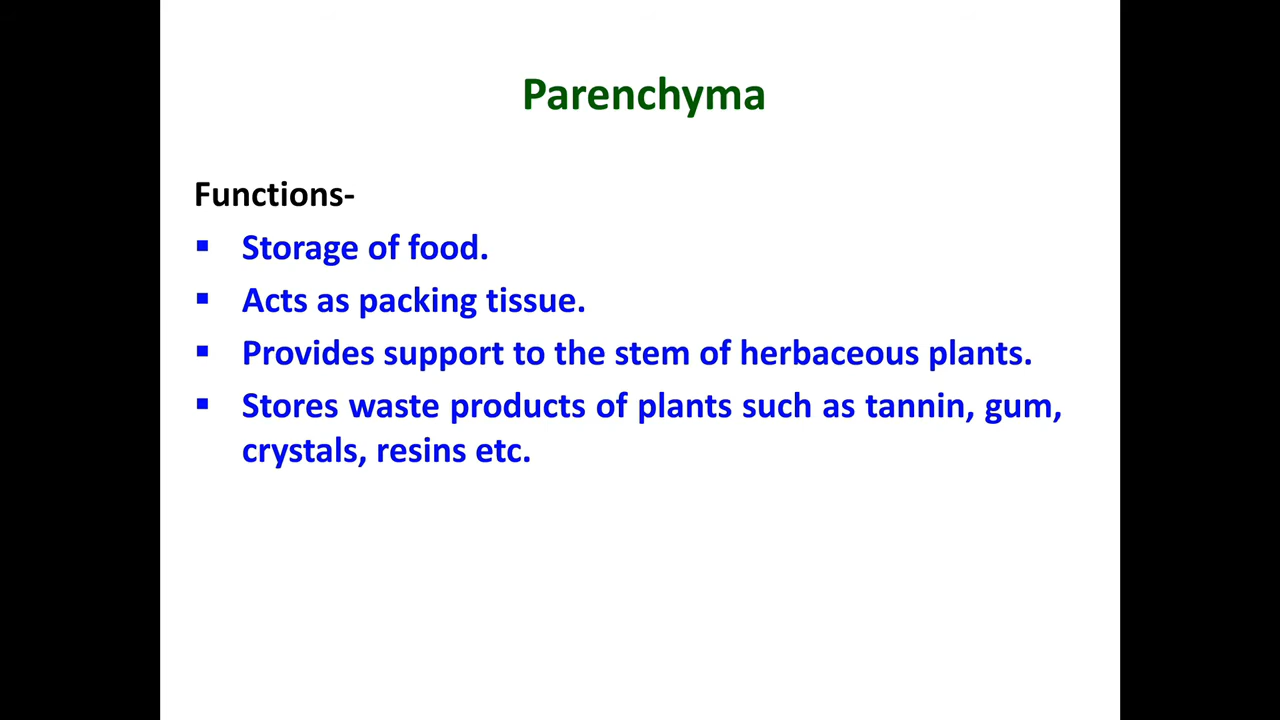 Parenchyma
Functions-
▪ Storage of food.
▪ Acts as packing tissue.
▪ Provides support to the stem of herbaceous plants.
▪ Stores waste products of plants such as tannin, gum,
crystals, resins etc.